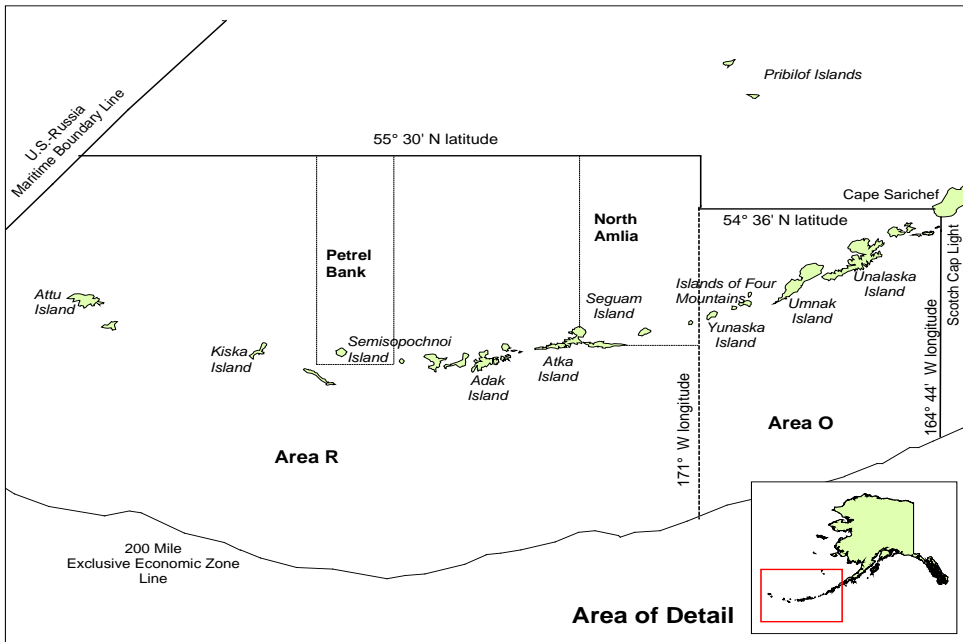 Pribilof Islands
U.S.-Russia
Maritime Boundary Line
55° 30' N latitude
Cape Sarichef
54° 36' N latitude
Scotch Cap Light
North
Amlia
Petrel
Bank
Attu
Island
Seguam
Island
Islands of Four
Mountains
Unalaska
Island
Umnak
Island
Yunaska
Island
Kiska
Island
Semisopochnoi
Island
Adak
Island
Atka
Island
164° 44'  W longitude
Area O
Area R
171°  W longitude
200 Mile
Exclusive Economic Zone
Line
Area of Detail